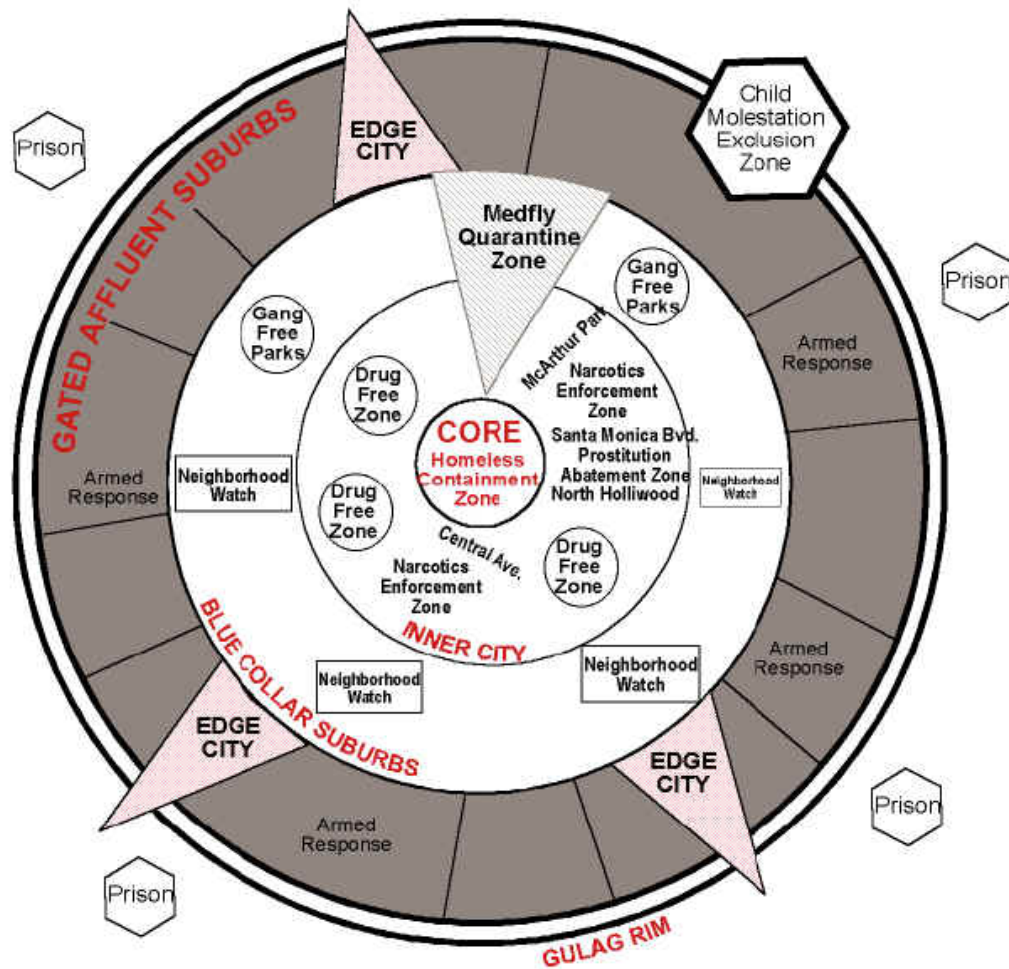 EDGE
CITY
Child
Molestation
Exclusion
Zone
Prison
GATED AFFLUENT SUBURBS
Medfly
Quarantine
Zone
Prison
Gang
Free
Parks
Gang
Free
Parks
McArthur Park
Armed
Response
Drug
Free
Zone
Narcotics
Enforcement
Zone
CORE
Homeless
Containment
Zone
Santa Monica Bvd.
Prostitution
Abatement Zone
North Holliwood
Armed
Response
Neighborhood
Watch
Neighborhood
Watch
Drug
Free
Zone
Central Ave.
Drug
Free
Zone
Narcotics
Enforcement
Zone
INNER CITY
BLUE COLLAR SUBURBS
Neighborhood
Watch
Neighborhood
Watch
Armed
Response
EDGE
CITY
EDGE
CITY
Armed
Response
Prison
Prison
GULAG RIM